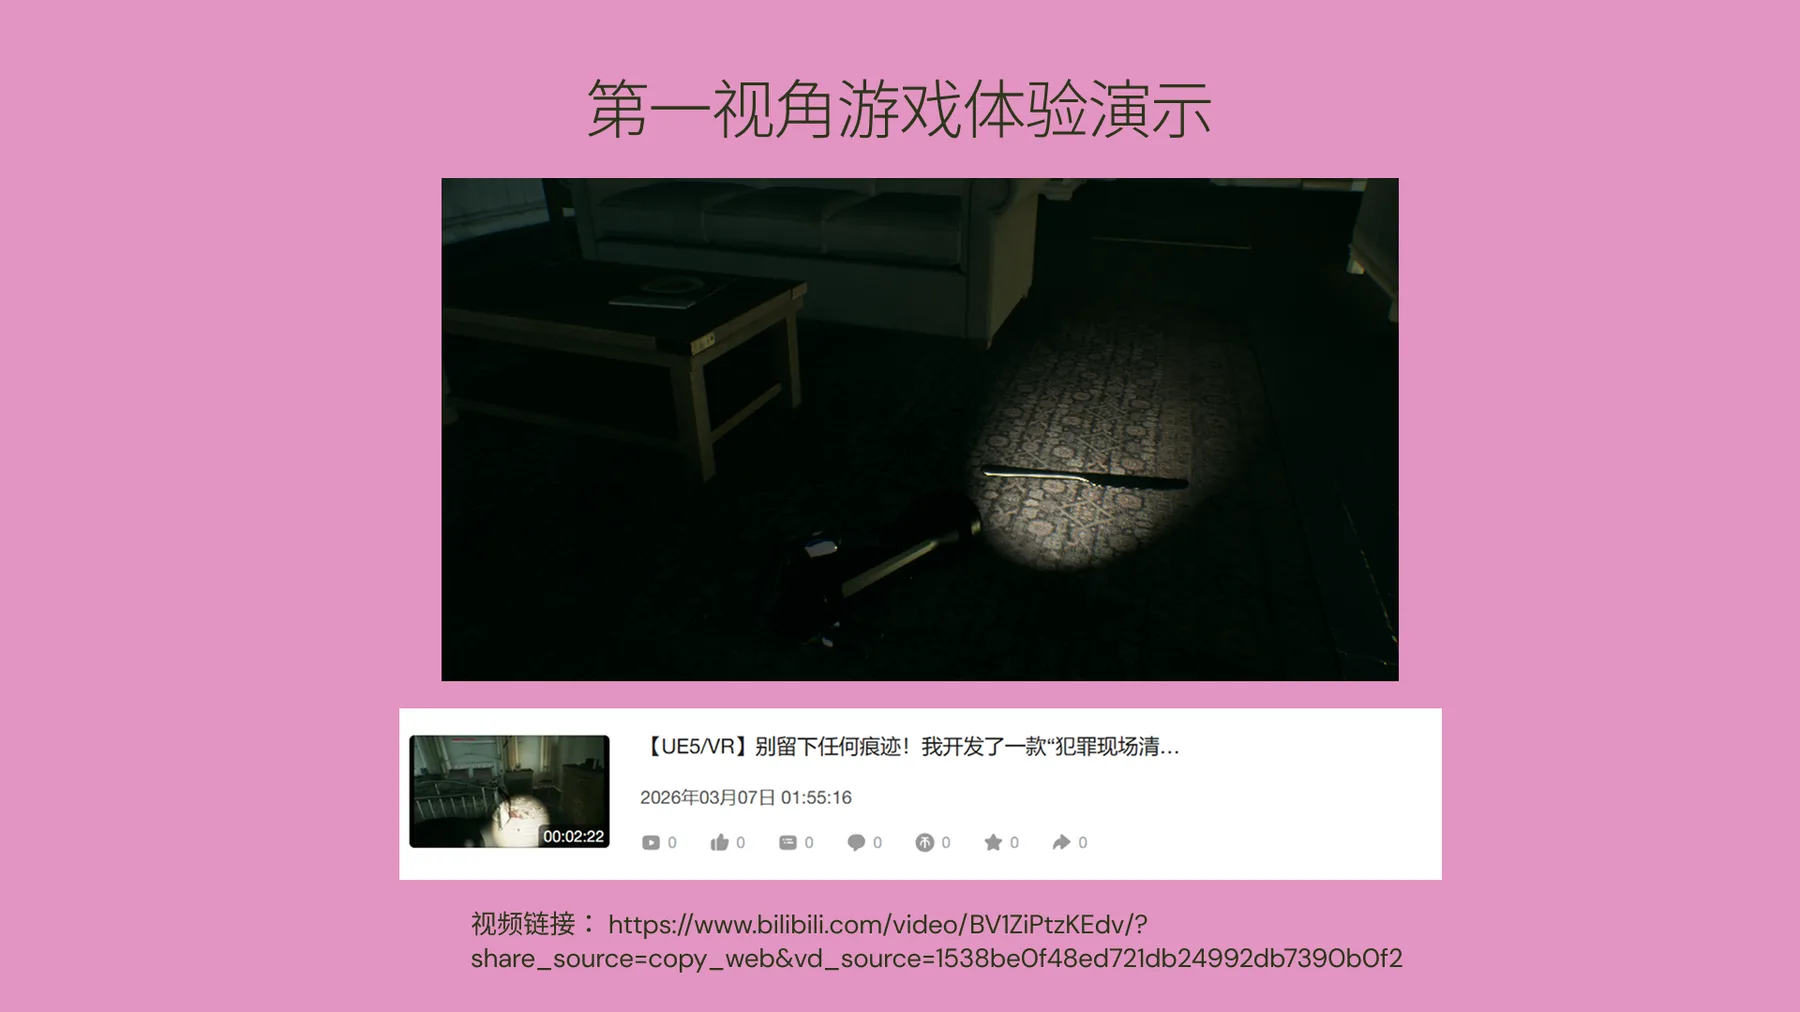 第一视角游戏体验演示
【UE5/VR】别留下任何痕迹！我开发了一款“犯罪现场清...
2026年03月07日 01:55:16
00:02:22
0 0 0 0 0 0 0
视频链接： https://www.bilibili.com/video/BV1ZiPtzKEdv/?
share_source=copy_web&vd_source=1538be0f48ed721db24992db7390b0f2